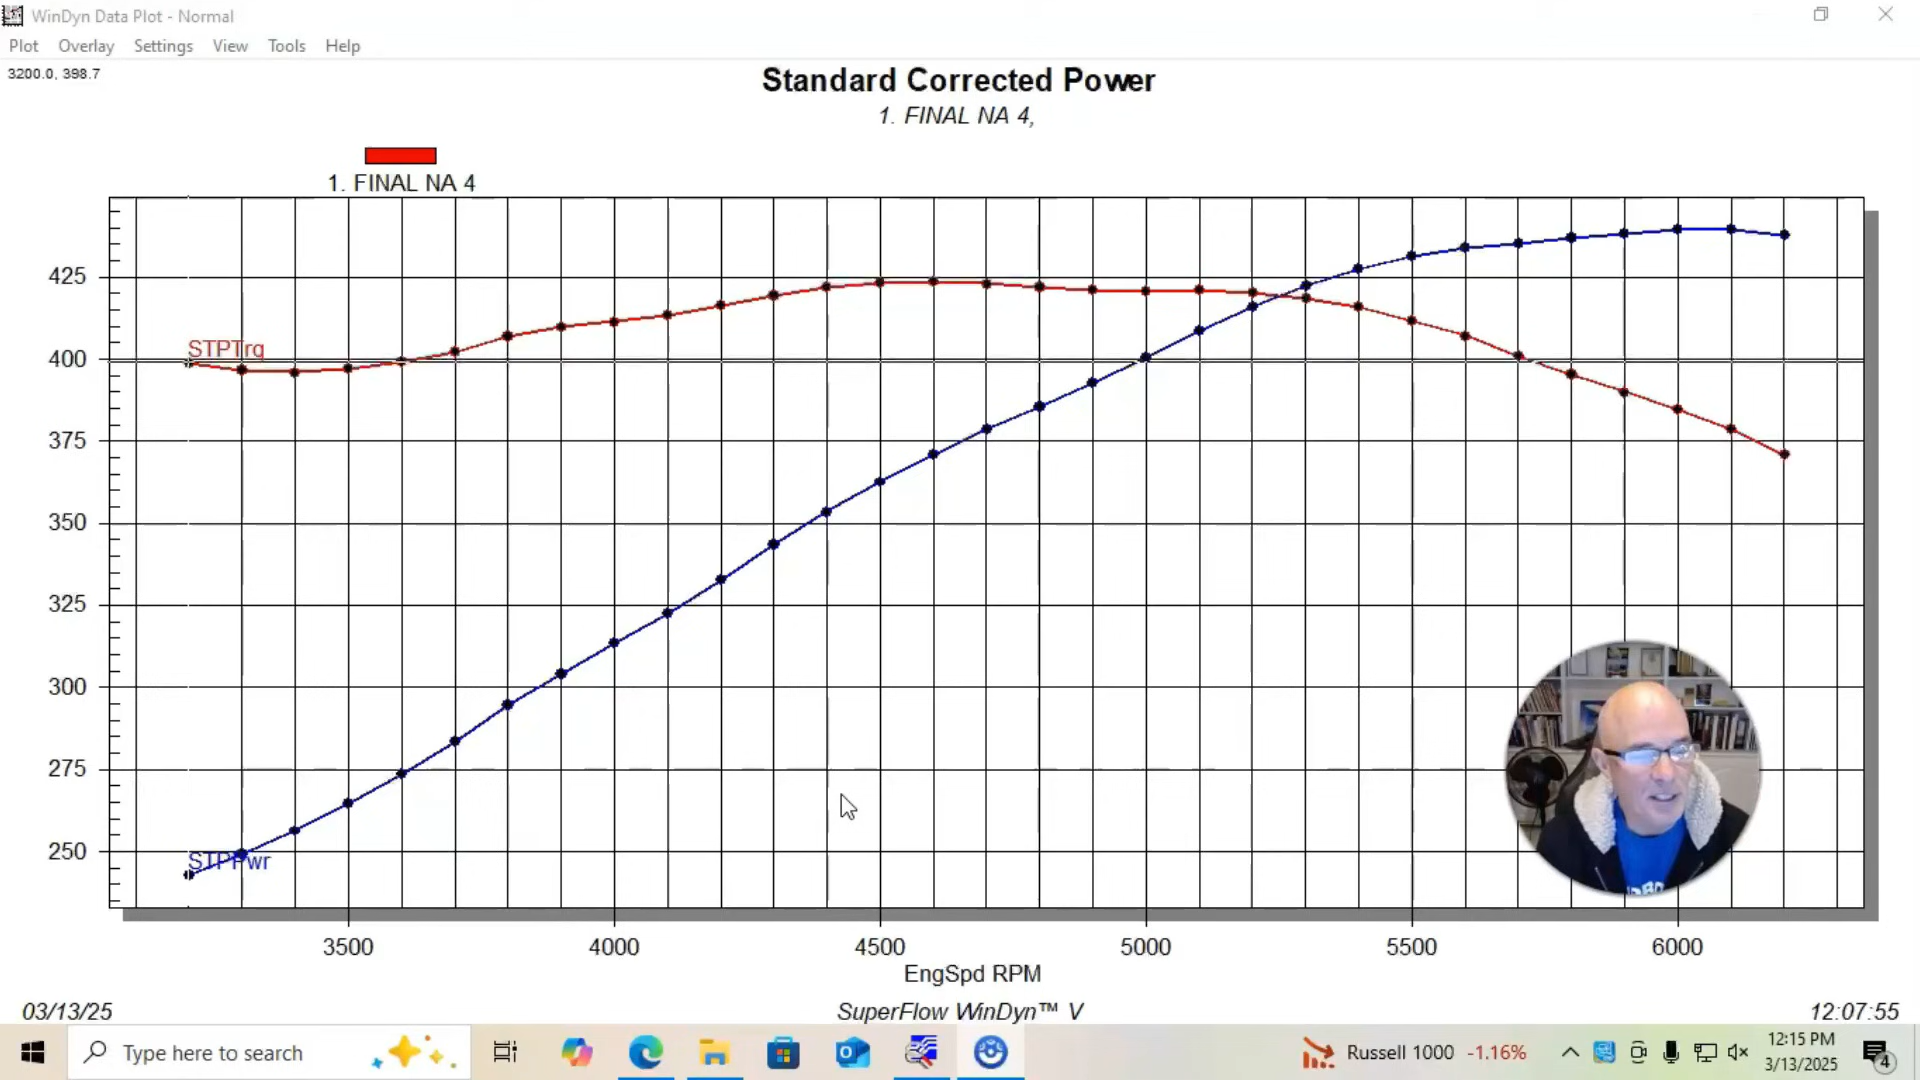 WinDyn Data Plot - Normal
Plot Overlay Settings View Tools Help
3200.0, 398.7
Standard Corrected Power
1. FINAL NA 4,
1. FINAL NA 4
425
STPTrq
400
375
350
325
300
275
250
STPPwr
3500 4000 4500 5000 5500 6000
EngSpd RPM
03/13/25 SuperFlow WinDyn™ V 12:07:55
Type here to search Russell 1000 -1.16% 12:15 PM
3/13/2025 4